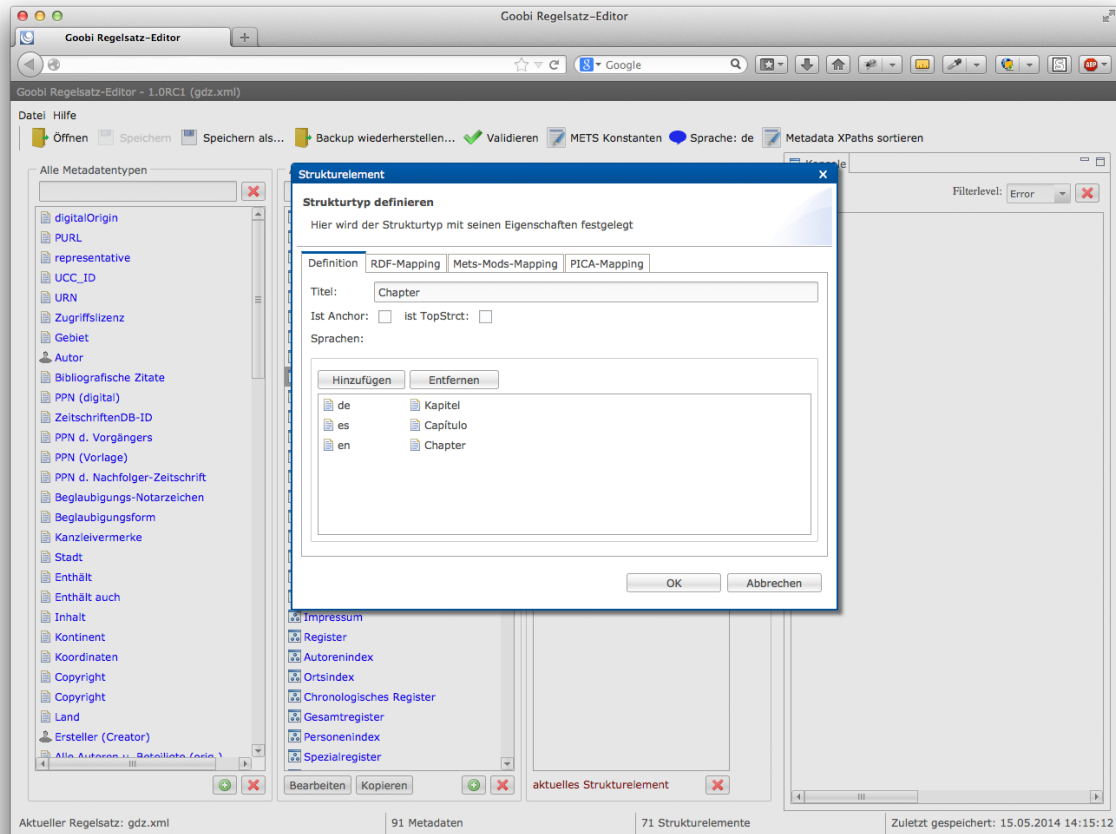 Goobi Regelsatz-Editor
Goobi Regelsatz-Editor
Google
Goobi Regelsatz-Editor - 1.0RC1 (gdz.xml)
Datei Hilfe
Öffnen Speichern Speichern als... Backup wiederherstellen... Validieren METS Konstanten Sprache: de Metadata XPaths sortieren
Alle Metadatentypen
digitalOrigin
PURL
representative
UCC_ID
URN
Zugriffslizenz
Gebiet
Autor
Bibliografische Zitate
PPN (digital)
ZeitschriftenDB-ID
PPN d. Vorgängers
PPN (Vorlage)
PPN d. Nachfolger-Zeitschrift
Beglaubigungs-Notarzeichen
Beglaubigungsform
Kanzleivermerke
Stadt
Enthält
Enthält auch
Inhalt
Kontinent
Koordinaten
Copyright
Copyright
Land
Ersteller (Creator)
Alle Autoren u. Beteiligte (orig.)
Strukturelement
Strukturtyp definieren
Hier wird der Strukturtyp mit seinen Eigenschaften festgelegt
Definition RDF-Mapping Mets-Mods-Mapping PICA-Mapping
Titel: Chapter
Ist Anchor: ist TopStrct:
Sprachen:
Hinzufügen Entfernen
de Kapitel
es Capítulo
en Chapter
OK Abbrechen
Impressum
Register
Autorenindex
Ortsindex
Chronologisches Register
Gesamtregister
Personenindex
Spezialregister
Bearbeiten Kopieren
aktuelles Strukturelement
Konsole
Filterlevel: Error
Aktueller Regelsatz: gdz.xml 91 Metadaten 71 Strukturelemente Zuletzt gespeichert: 15.05.2014 14:15:12